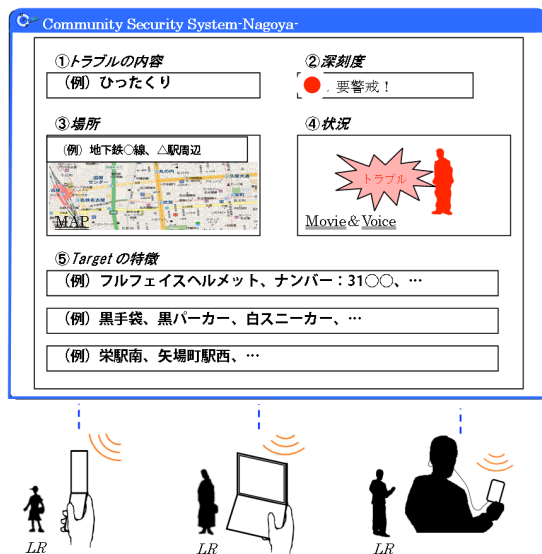 Community Security System-Nagoya-
①トラブルの内容
(例) ひったくり
②深刻度
. 要警戒！
③場所
(例) 地下鉄○線、△駅周辺
MAP
④状況
トラブル
Movie&Voice
⑤Targetの特徴
(例) フルフェイスヘルメット、ナンバー：31○○、…
(例) 黒手袋、黒パーカー、白スニーカー、…
(例) 栄駅南、矢場町駅西、…
LR
LR
LR